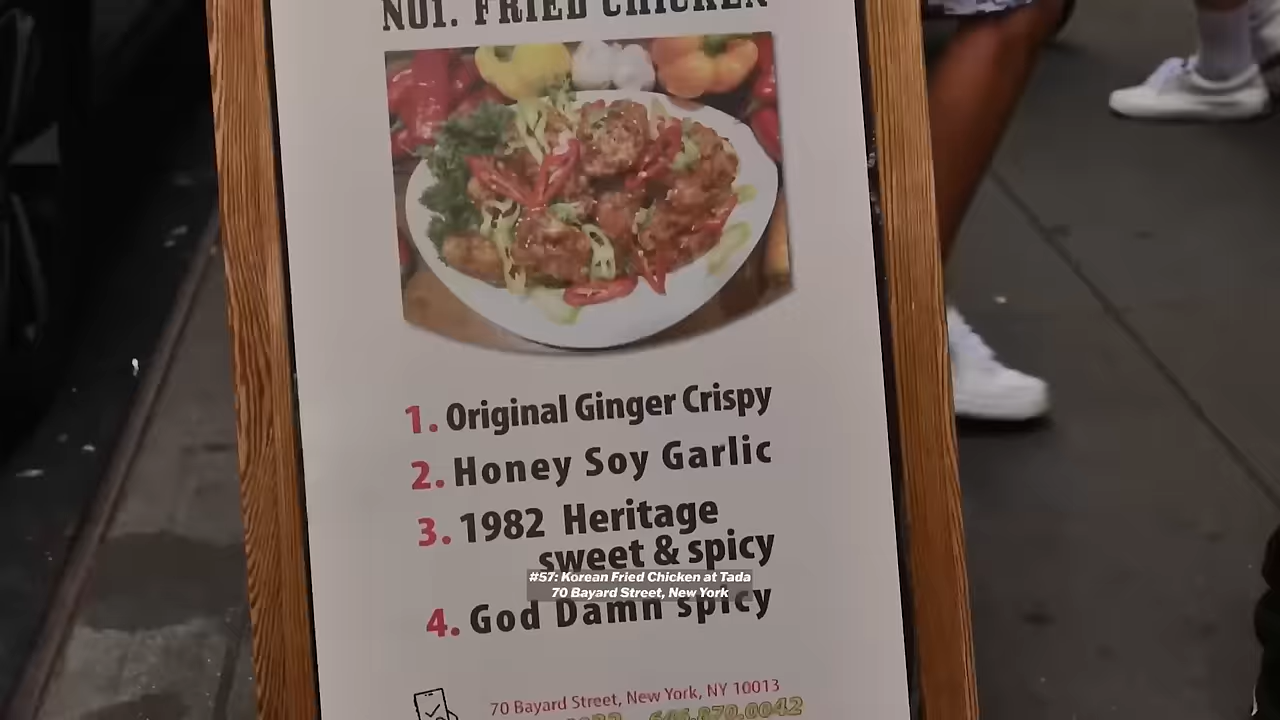 NO1. FRIED CHICKEN
1. Original Ginger Crispy
2. Honey Soy Garlic
3. 1982 Heritage
sweet & spicy
#57: Korean Fried Chicken at Tada
70 Bayard Street, New York
4. God Damn spicy
70 Bayard Street, New York, NY 10013